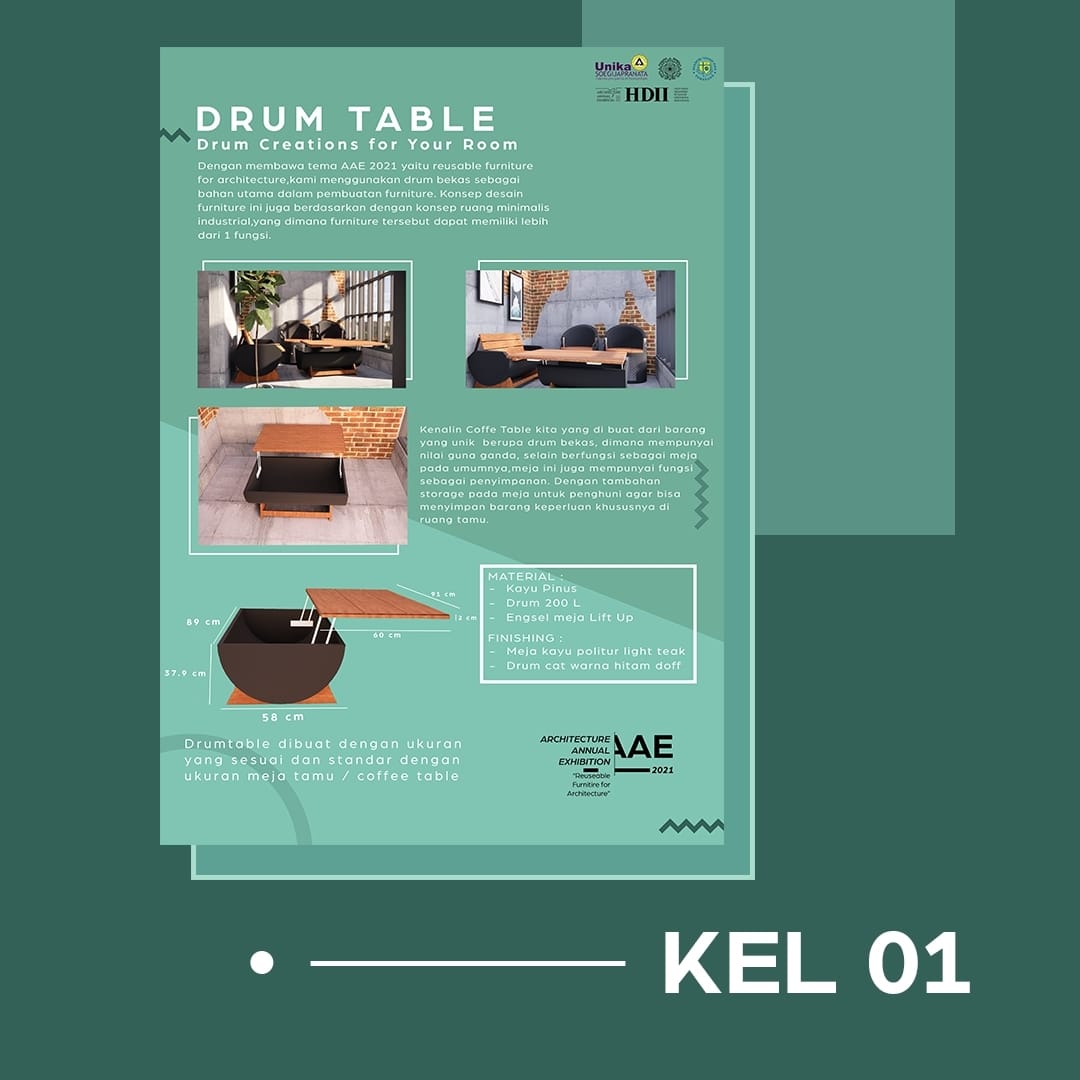 Unika
SOEGIJAPRANATA
HDII
DRUM TABLE
Drum Creations for Your Room
Dengan membawa tema AAE 2021 yaitu reusable furniture
for architecture,kami menggunakan drum bekas sebagai
bahan utama dalam pembuatan furniture. Konsep desain
furniture ini juga berdasarkan dengan konsep ruang minimalis
industrial,yang dimana furniture tersebut dapat memiliki lebih
dari 1 fungsi.
Kenalin Coffe Table kita yang di buat dari barang
yang unik berupa drum bekas, dimana mempunyai
nilai guna ganda, selain berfungsi sebagai meja
pada umumnya,meja ini juga mempunyai fungsi
sebagai penyimpanan. Dengan tambahan
storage pada meja untuk penghuni agar bisa
menyimpan barang keperluan khususnya di
ruang tamu.
MATERIAL :
- Kayu Pinus
- Drum 200 L
- Engsel meja Lift Up
FINISHING :
- Meja kayu politur light teak
- Drum cat warna hitam doff
91 cm
2 cm
60 cm
89 cm
37.9 cm
58 cm
Drumtable dibuat dengan ukuran
yang sesuai dan standar dengan
ukuran meja tamu / coffee table
ARCHITECTURE
ANNUAL
EXHIBITION
AAE
2021
"Reuseable
Furnitire for
Architecture"
KEL 01